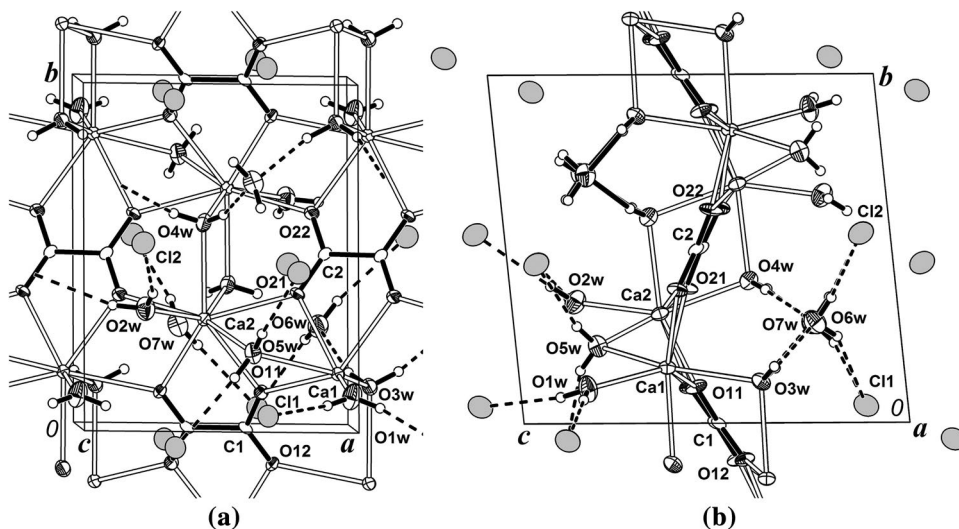 b
b
O22
Cl2
O4w
O22
C2
Cl2
O21
C2
O21
O4w
O2w
Ca2
O6w
O2w
Ca2
O7w
O6w
O7w
O5w
O5w
O11
Ca1
O3w
O1w
Ca1
O11
O3w
Cl1
Cl1
0
C1
a
O1w
0
c
O12
c
C1
a
O12
(a)
(b)